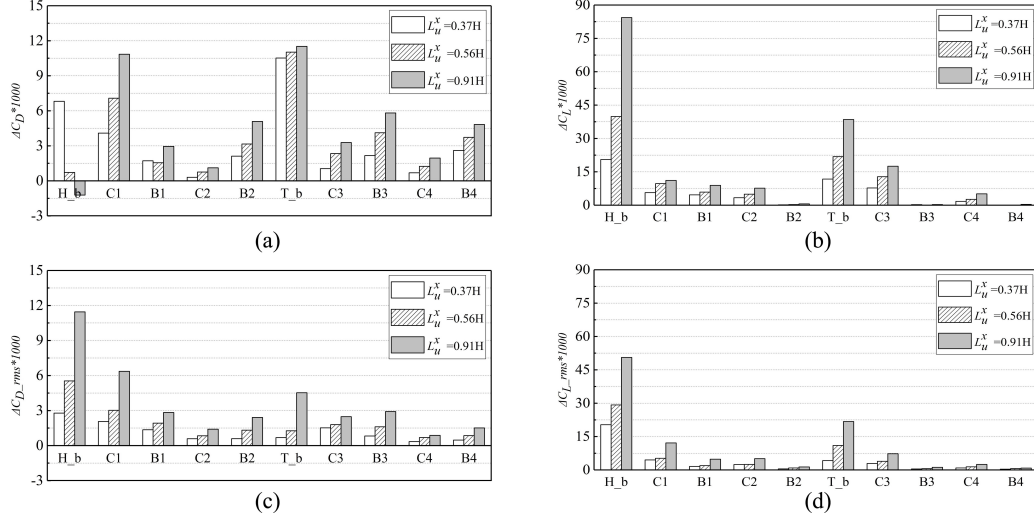 15
12
9
6
3
0
-3
ΔC_D*1000
L_u^x=0.37H
L_u^x=0.56H
L_u^x=0.91H
H_b C1 B1 C2 B2 T_b C3 B3 C4 B4
(a)
90
75
60
45
30
15
0
ΔC_L*1000
L_u^x=0.37H
L_u^x=0.56H
L_u^x=0.91H
H_b C1 B1 C2 B2 T_b C3 B3 C4 B4
(b)
15
12
9
6
3
0
-3
ΔC_D_rms*1000
L_u^x=0.37H
L_u^x=0.56H
L_u^x=0.91H
H_b C1 B1 C2 B2 T_b C3 B3 C4 B4
(c)
90
75
60
45
30
15
0
ΔC_L_rms*1000
L_u^x=0.37H
L_u^x=0.56H
L_u^x=0.91H
H_b C1 B1 C2 B2 T_b C3 B3 C4 B4
(d)